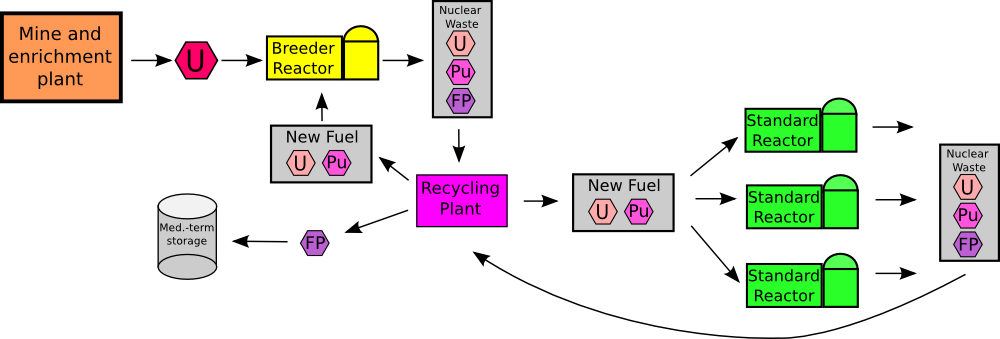 Mine and
enrichment
plant
U
Breeder
Reactor
Nuclear
Waste
U
Pu
FP
New Fuel
U Pu
Recycling
Plant
Med.-term
storage
FP
New Fuel
U Pu
Standard
Reactor
Standard
Reactor
Standard
Reactor
Nuclear
Waste
U
Pu
FP